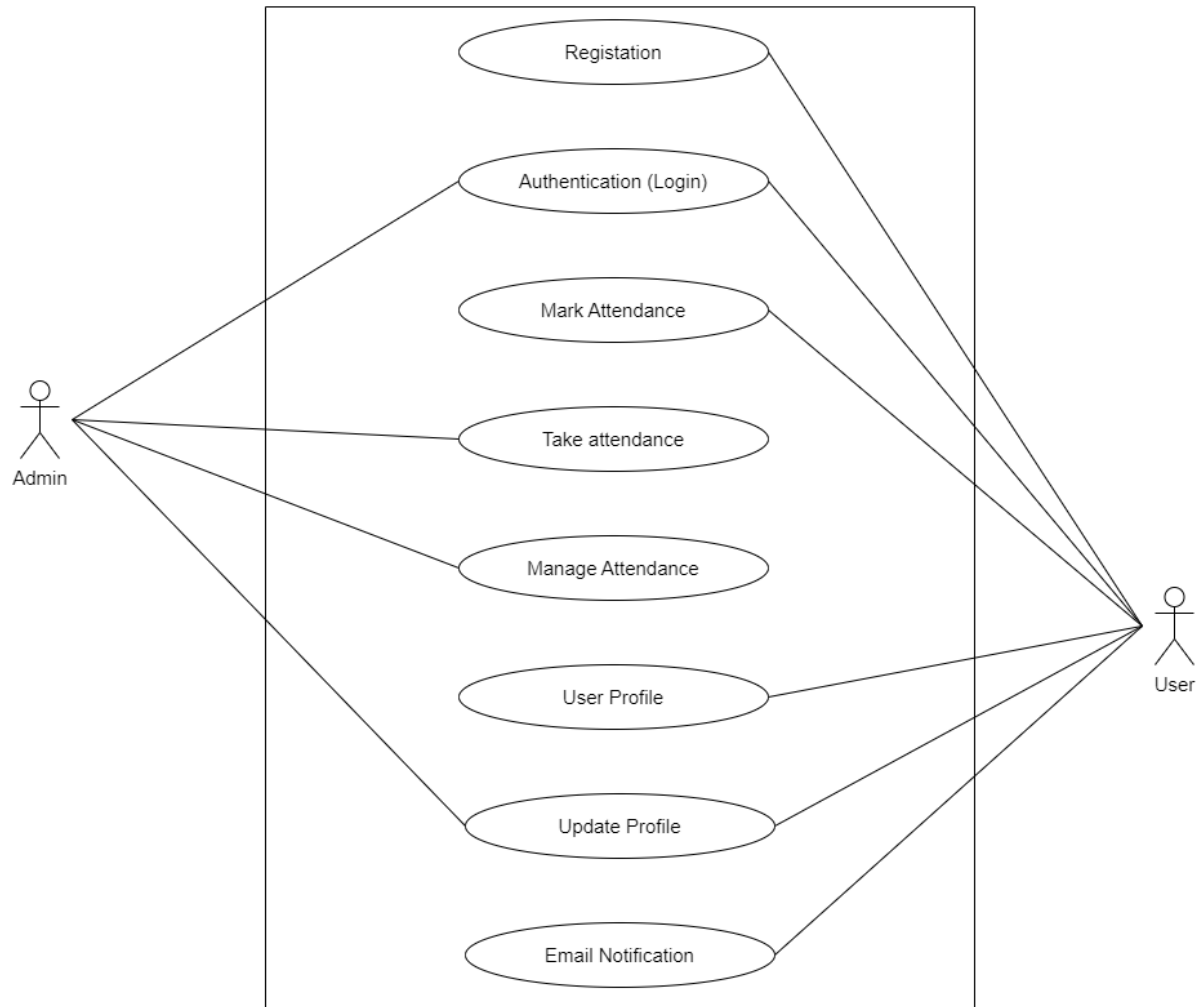 Registation
Authentication (Login)
Mark Attendance
Take attendance
Admin
Manage Attendance
User Profile
User
Update Profile
Email Notification